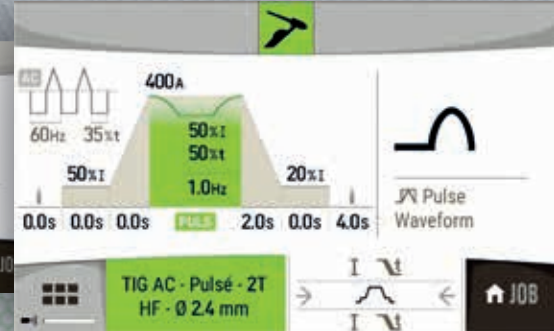 AC
400A
60Hz 35%t
50%I
50%t
50%I
20%I
1.0Hz
0.0s 0.0s 0.0s PULS 2.0s 0.0s 4.0s
Pulse
Waveform
TIG AC - Pulsé - 2T
HF - Ø 2.4 mm
I t
I t
JOB
JO